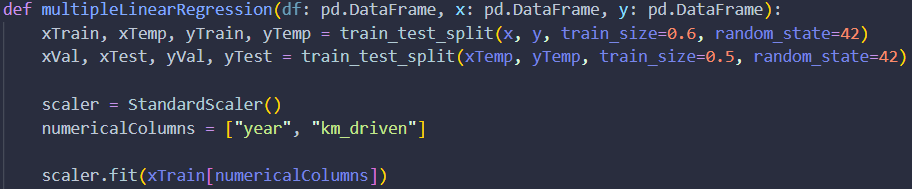 def multipleLinearRegression(df: pd.DataFrame, x: pd.DataFrame, y: pd.DataFrame):
    xTrain, xTemp, yTrain, yTemp = train_test_split(x, y, train_size=0.6, random_state=42)
    xVal, xTest, yVal, yTest = train_test_split(xTemp, yTemp, train_size=0.5, random_state=42)
    scaler = StandardScaler()
    numericalColumns = ["year", "km_driven"]
    scaler.fit(xTrain[numericalColumns])